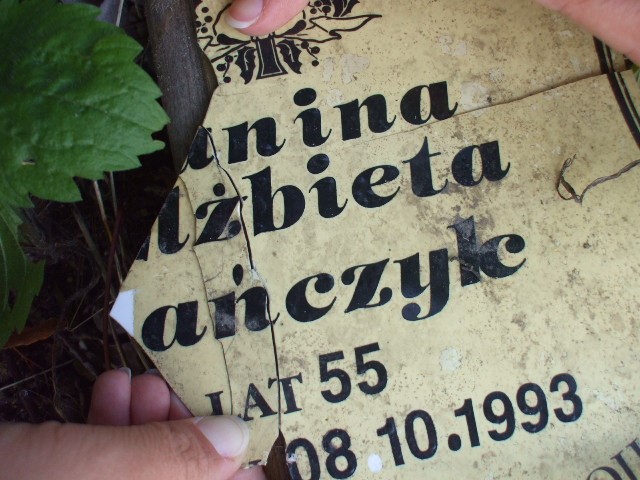 anina
lżbieta
ańczyk
LAT 55
08.10.1993